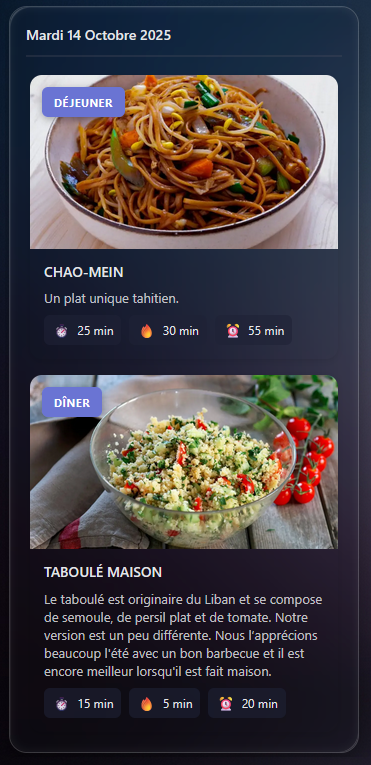 Mardi 14 Octobre 2025
DÉJEUNER
CHAO-MEIN
Un plat unique tahitien.
25 min 30 min 55 min
DÎNER
TABOULÉ MAISON
Le taboulé est originaire du Liban et se compose
de semoule, de persil plat et de tomate. Notre
version est un peu différente. Nous l'apprécions
beaucoup l'été avec un bon barbecue et il est
encore meilleur lorsqu'il est fait maison.
15 min 5 min 20 min